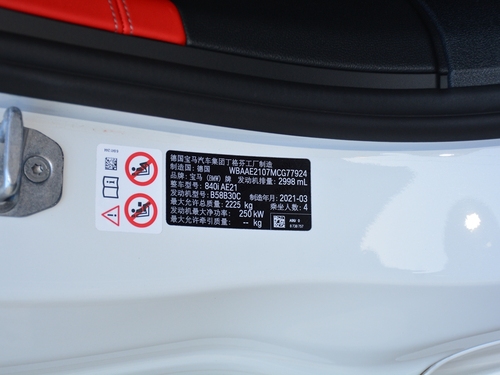 德国宝马汽车集团丁格芬工厂制造
制造国: 德国 WBAAE2107MCG77924
品牌: 宝马 (BMW) 牌 发动机排量: 2998 mL
整车型号: 840i AE21
发动机型号: B58B30C 制造年月: 2021-03
最大允许总质量: 2225 kg 乘坐人数: 4
发动机最大净功率: 250 kW
最大允许牵引质量: -- kg